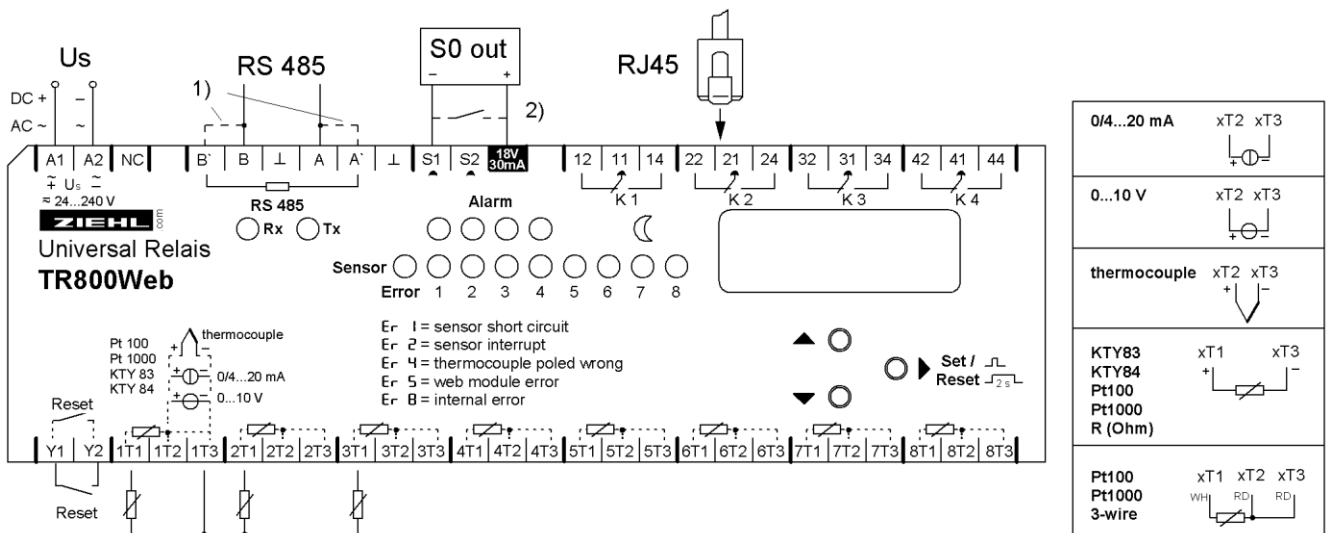 Us
RS 485
S0 out
- +
RJ45
DC + -
AC ~ ~
1)
2)
A1 A2 NC B` B ⊥ A A` ⊥ S1 S2 18V 30mA 12 11 14 22 21 24 32 31 34 42 41 44
+ Us -
≂ 24...240 V
K 1 K 2 K 3 K 4
ZIEHL .com
RS 485
Rx Tx
Alarm
Universal Relais
TR800Web
Sensor
Error 1 2 3 4 5 6 7 8
Er 1 = sensor short circuit
Er 2 = sensor interrupt
Er 4 = thermocouple poled wrong
Er 5 = web module error
Er 8 = internal error
Set /
Reset 2 s
Pt 100
Pt 1000
KTY 83
KTY 84
thermocouple
+ -
+ - 0/4...20 mA
+ - 0...10 V
Reset
Y1 Y2 1T1 1T2 1T3 2T1 2T2 2T3 3T1 3T2 3T3 4T1 4T2 4T3 5T1 5T2 5T3 6T1 6T2 6T3 7T1 7T2 7T3 8T1 8T2 8T3
Reset
0/4...20 mA xT2 xT3
+ -
0...10 V xT2 xT3
+ -
thermocouple xT2 xT3
+ -
KTY83 xT1 xT3
KTY84 + -
Pt100
Pt1000
R (Ohm)
Pt100 xT1 xT2 xT3
Pt1000 WH RD RD
3-wire